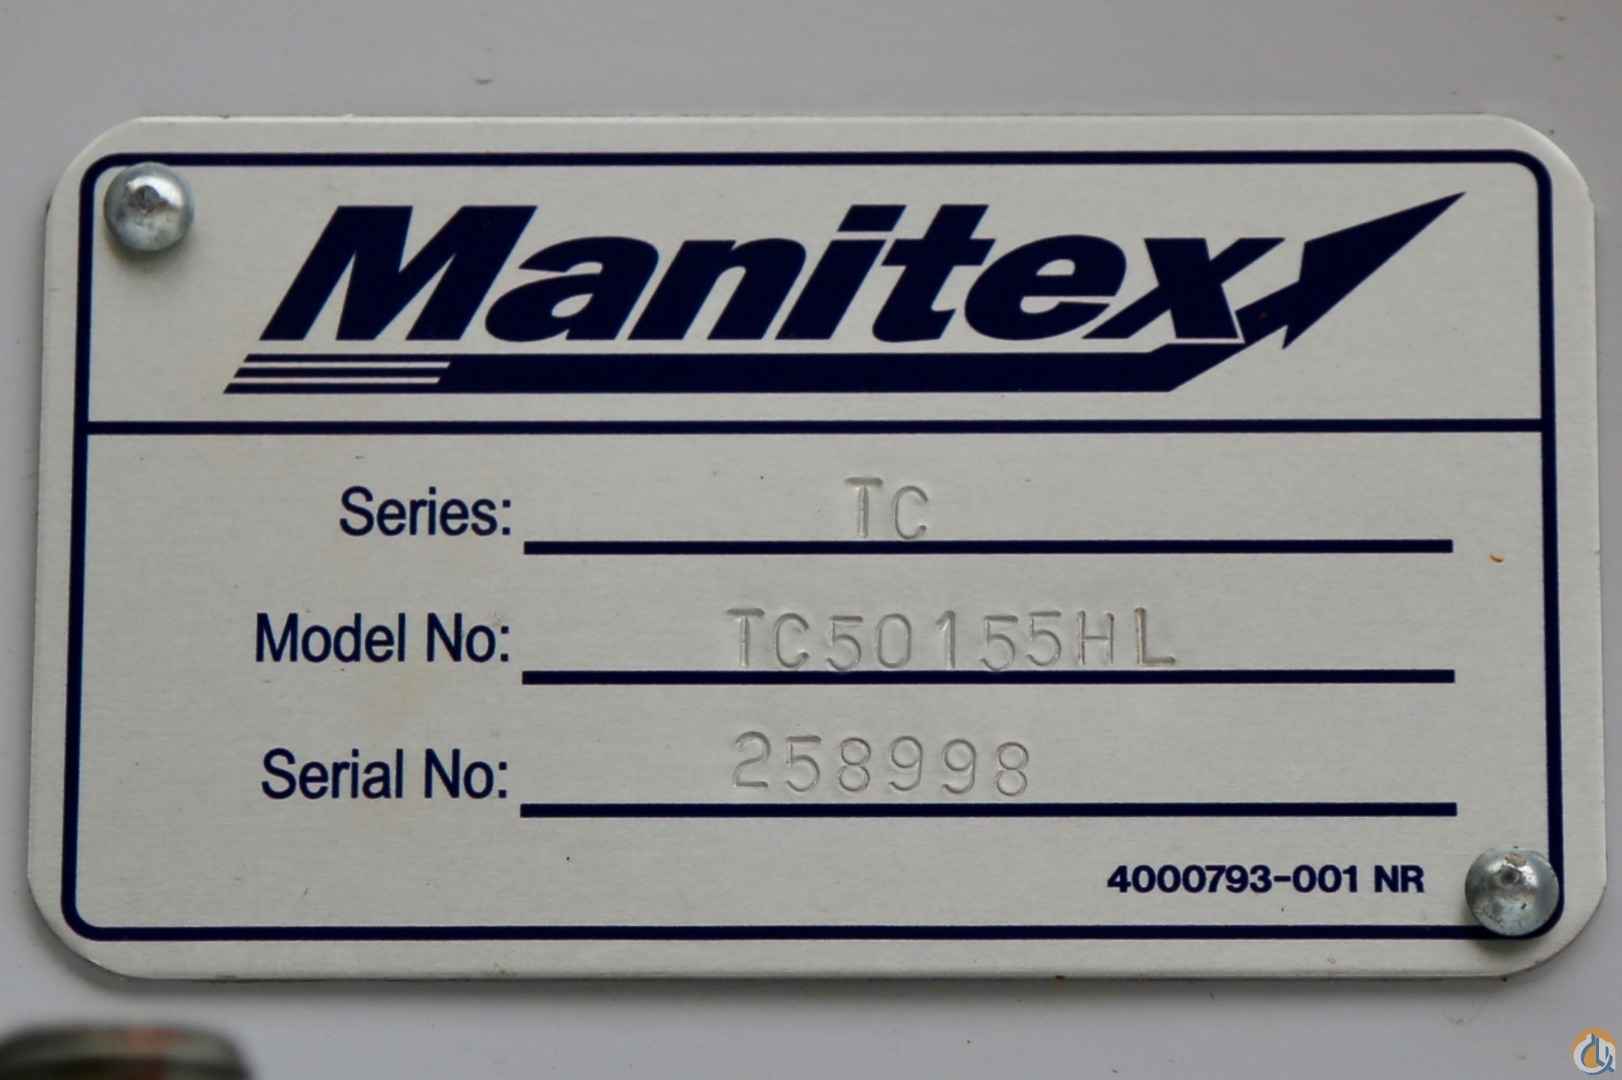 Manitex
Series: TC
Model No: TC50155HL
Serial No: 258998
4000793-001 NR